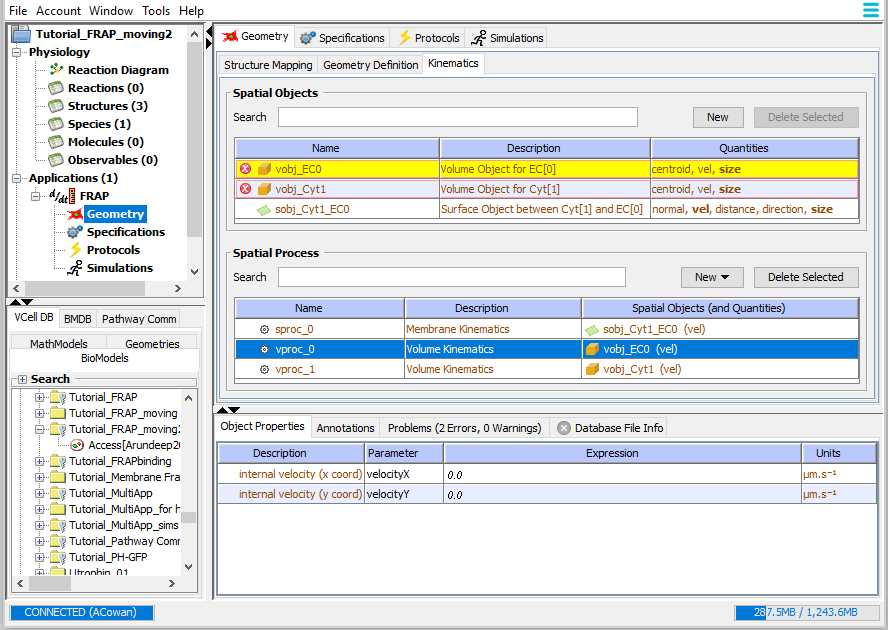 File Account Window Tools Help
Tutorial_FRAP_moving2
Physiology
Reaction Diagram
Reactions (0)
Structures (3)
Species (1)
Molecules (0)
Observables (0)
Applications (1)
d/dt FRAP
Geometry
Specifications
Protocols
Simulations
VCell DB BMDB Pathway Comm
MathModels Geometries
BioModels
Search
Tutorial_FRAP
Tutorial_FRAP_moving
Tutorial_FRAP_moving2
Access[Arundeep20
Tutorial_FRAPbinding
Tutorial_Membrane Fra
Tutorial_MultiApp
Tutorial_MultiApp_for h
Tutorial_MultiApp_sims
Tutorial_Pathway Comm
Tutorial_PH-GFP
Utrophin_01
Geometry Specifications Protocols Simulations
Structure Mapping Geometry Definition Kinematics
Spatial Objects
Search New Delete Selected
Name Description Quantities
vobj_EC0 Volume Object for EC[0] centroid, vel, size
vobj_Cyt1 Volume Object for Cyt[1] centroid, vel, size
sobj_Cyt1_EC0 Surface Object between Cyt[1] and EC[0] normal, vel, distance, direction, size
Spatial Process
Search New Delete Selected
Name Description Spatial Objects (and Quantities)
sproc_0 Membrane Kinematics sobj_Cyt1_EC0 (vel)
vproc_0 Volume Kinematics vobj_EC0 (vel)
vproc_1 Volume Kinematics vobj_Cyt1 (vel)
Object Properties Annotations Problems (2 Errors, 0 Warnings) Database File Info
Description Parameter Expression Units
internal velocity (x coord) velocityX 0.0 µm.s⁻¹
internal velocity (y coord) velocityY 0.0 µm.s⁻¹
CONNECTED (ACowan) 287.5MB / 1,243.6MB